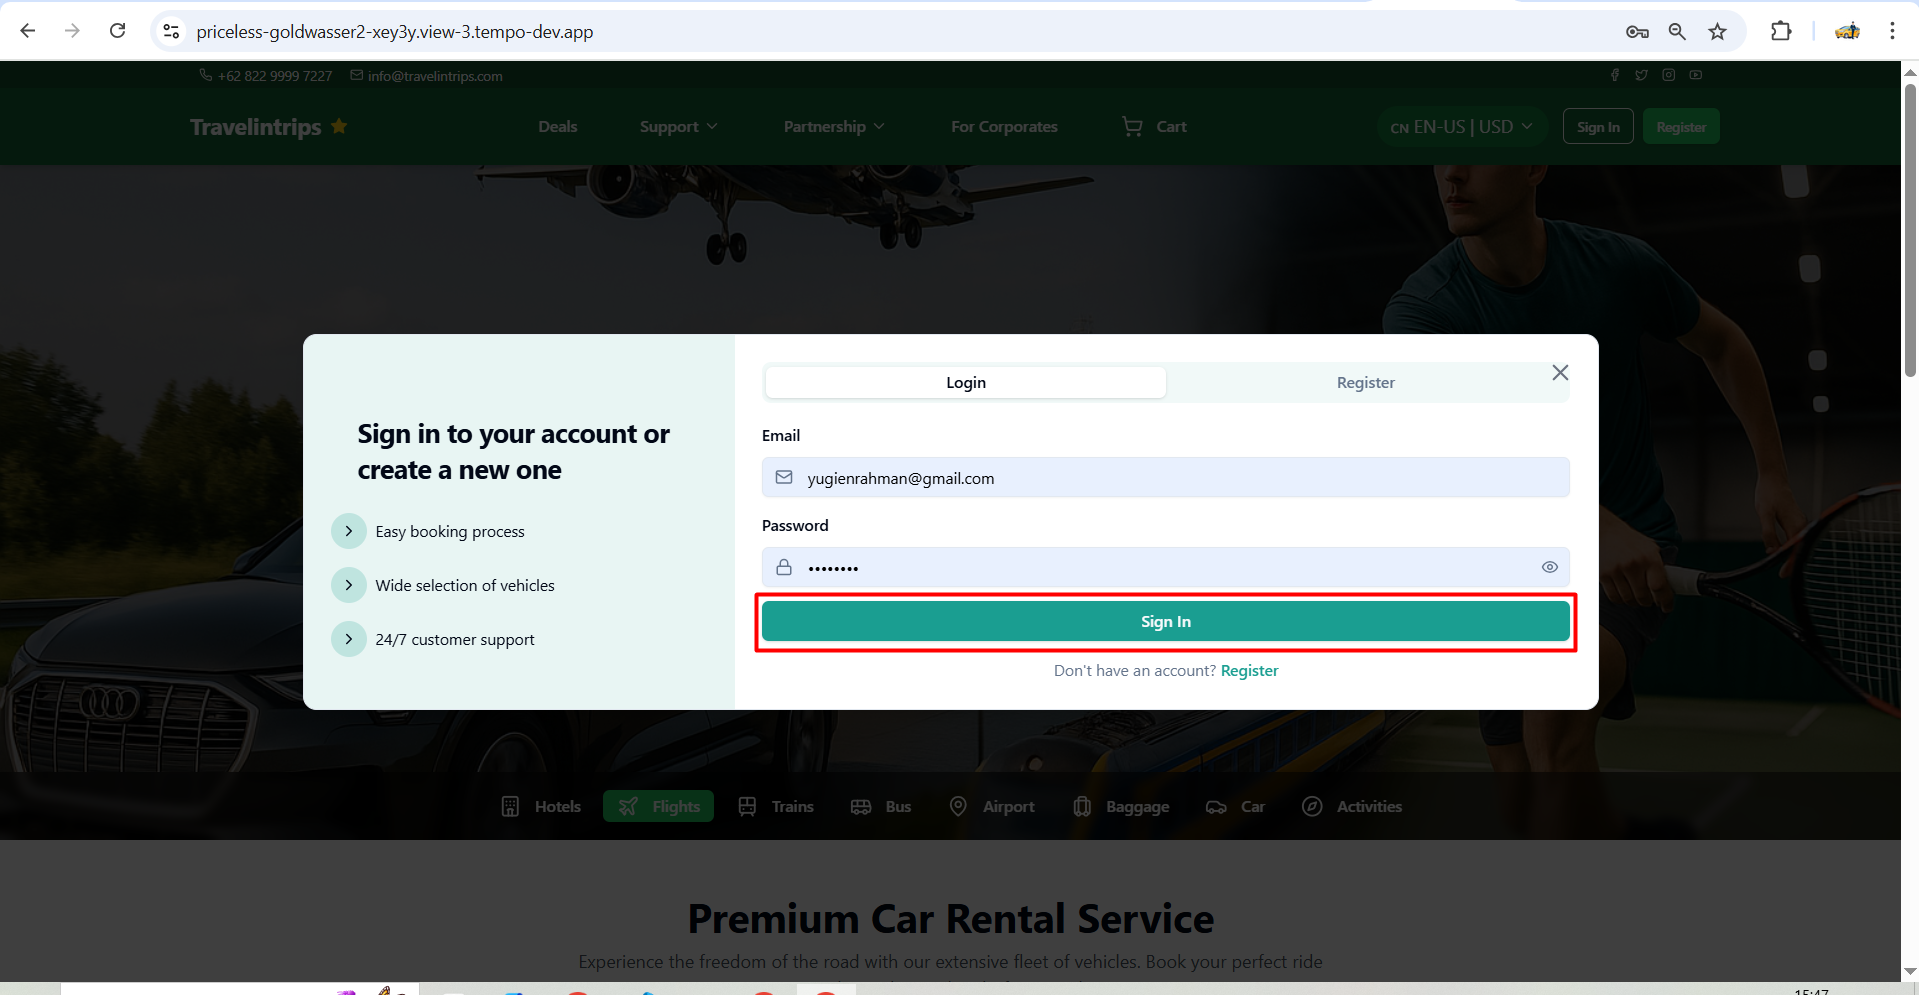 priceless-goldwasser2-xey3y.view-3.tempo-dev.app
+62 822 9999 7227 info@travelintrips.com
Travelintrips Deals Support Partnership For Corporates Cart CN EN-US | USD Sign In Register
Login Register
Sign in to your account or
create a new one
Easy booking process
Wide selection of vehicles
24/7 customer support
Email
yugienrahman@gmail.com
Password
••••••••
Sign In
Don't have an account? Register
Hotels Flights Trains Bus Airport Baggage Car Activities
Premium Car Rental Service
Experience the freedom of the road with our extensive fleet of vehicles. Book your perfect ride